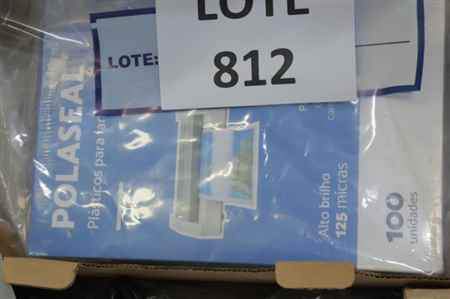 LOTE
812
LOTE:
POLASEAL
Plásticos para
Alto brilho
125 micras
100
unidades